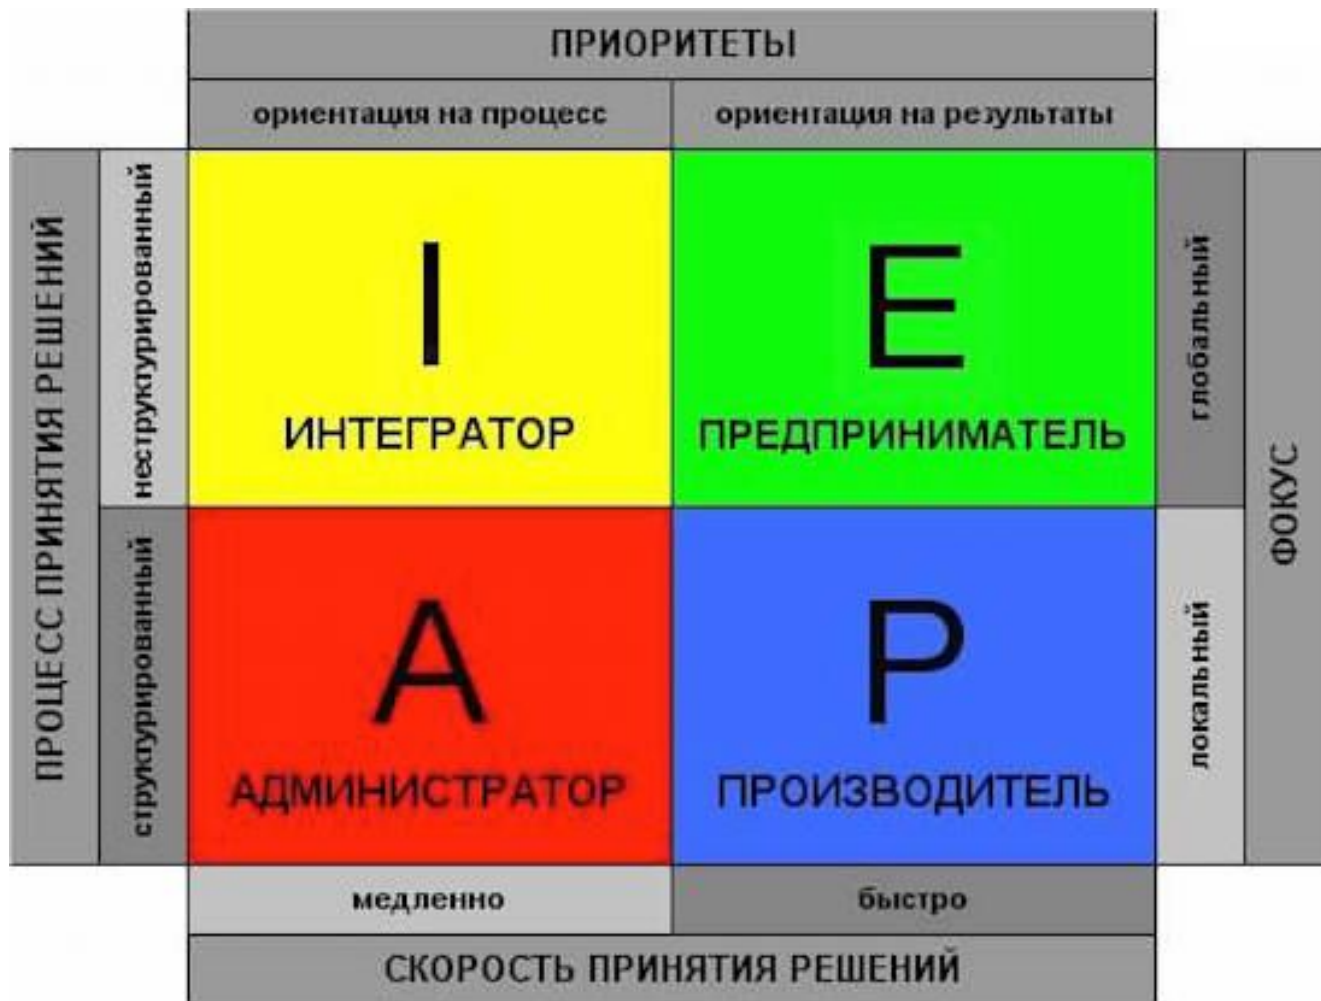 ПРИОРИТЕТЫ
ориентация на процесс
ориентация на результаты
ПРОЦЕСС ПРИНЯТИЯ РЕШЕНИЙ
неструктурированный
I
ИНТЕГРАТОР
E
ПРЕДПРИНИМАТЕЛЬ
глобальный
ФОКУС
структурированный
A
АДМИНИСТРАТОР
P
ПРОИЗВОДИТЕЛЬ
локальный
медленно
быстро
СКОРОСТЬ ПРИНЯТИЯ РЕШЕНИЙ